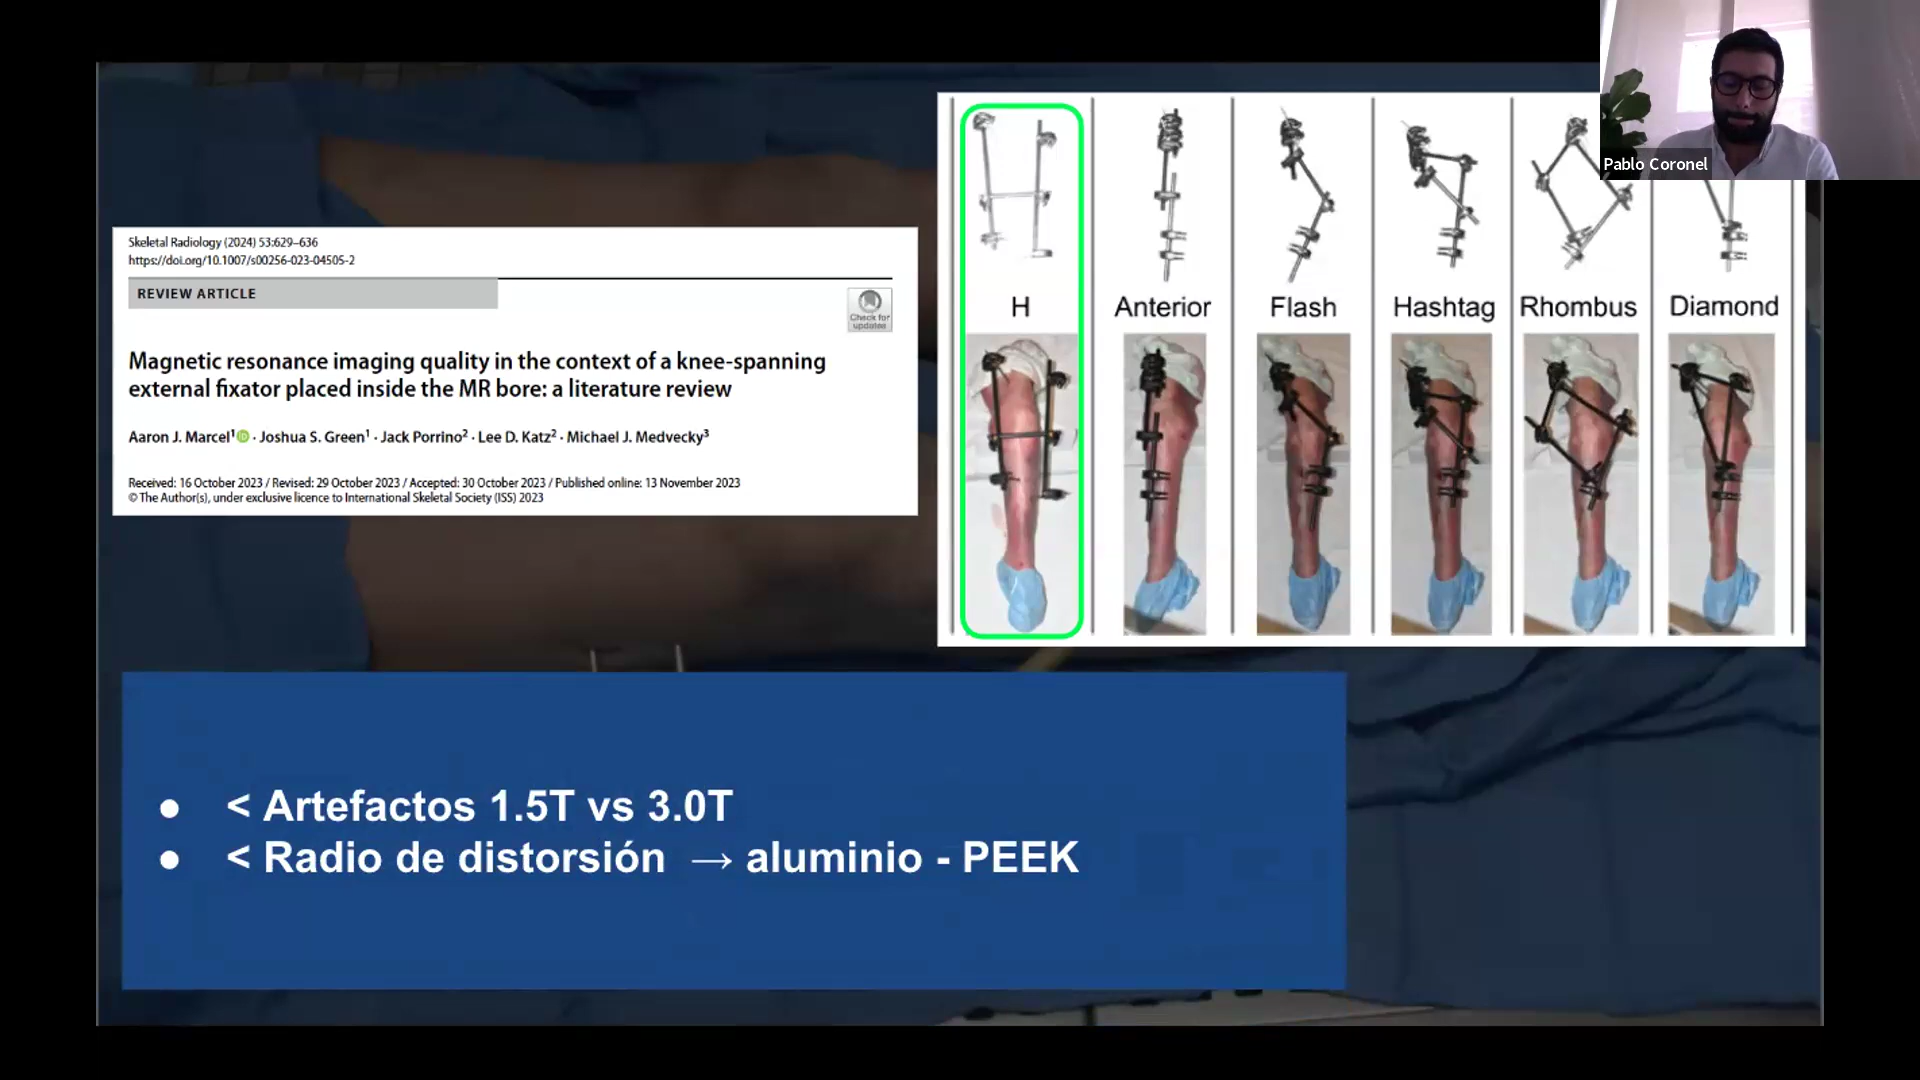 Pablo Coronel
Skeletal Radiology (2024) 53:629–636
https://doi.org/10.1007/s00256-023-04505-2
REVIEW ARTICLE
Check for
updates
Magnetic resonance imaging quality in the context of a knee-spanning
external fixator placed inside the MR bore: a literature review
Aaron J. Marcel¹ · Joshua S. Green¹ · Jack Porrino² · Lee D. Katz² · Michael J. Medvecky³
Received: 16 October 2023 / Revised: 29 October 2023 / Accepted: 30 October 2023 / Published online: 13 November 2023
© The Author(s), under exclusive licence to International Skeletal Society (ISS) 2023
H Anterior Flash Hashtag Rhombus Diamond
● < Artefactos 1.5T vs 3.0T
● < Radio de distorsión → aluminio - PEEK